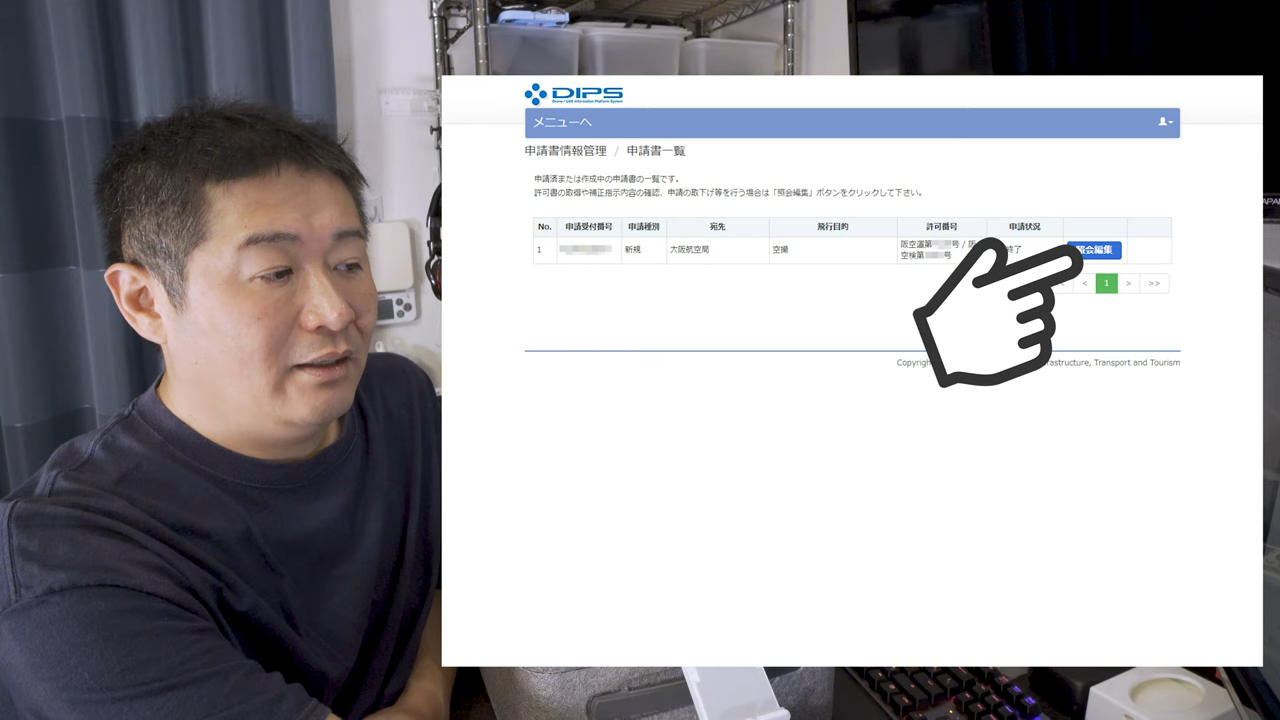 DIPS
Drone / UAS Information Platform System
メニューへ
申請書情報管理 / 申請書一覧
申請済または作成中の申請書の一覧です。
許可書の取得や補正指示内容の確認、申請の取下げ等を行う場合は「照会編集」ボタンをクリックして下さい。
No. 申請受付番号 申請種別 宛先 飛行目的 許可番号 申請状況
1 新規 大阪航空局 空撮 阪空運第 号 / 阪空検第 号 終了 照会編集
< 1 > >>
Transport and Tourism